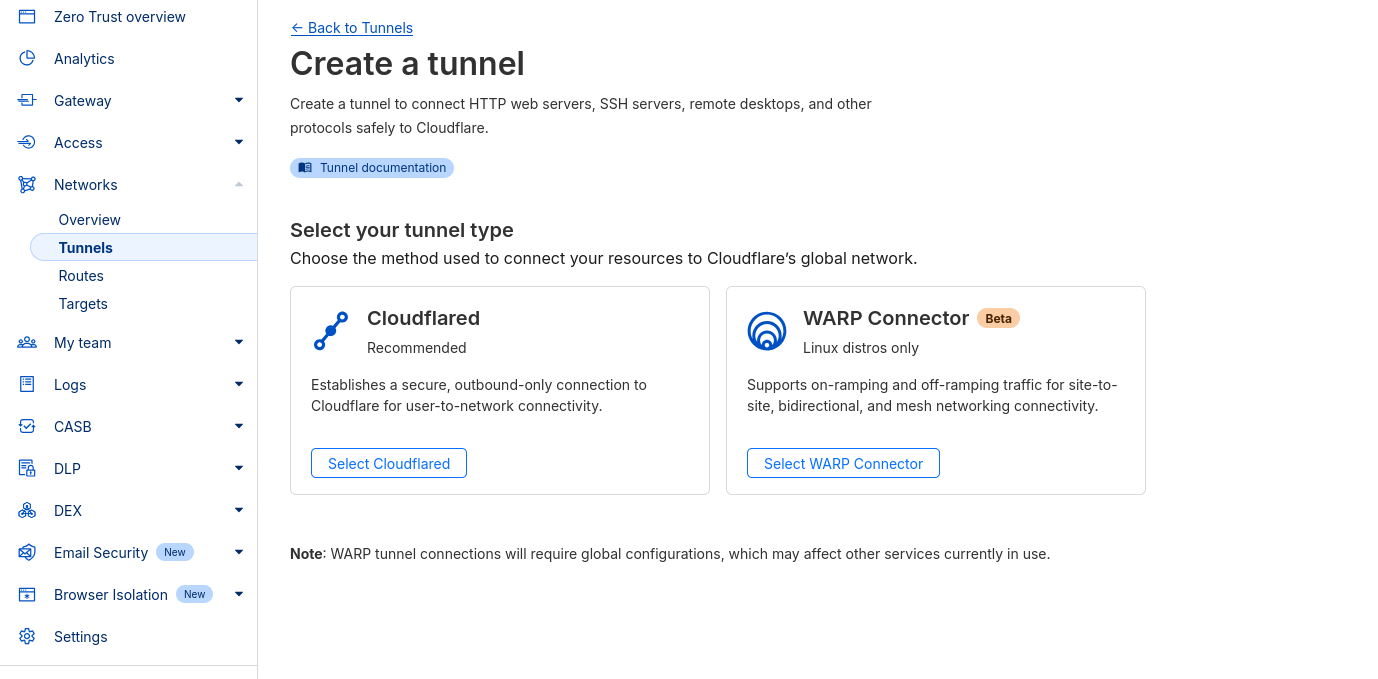 Zero Trust overview
Analytics
Gateway
Access
Networks
Overview
Tunnels
Routes
Targets
My team
Logs
CASB
DLP
DEX
Email Security New
Browser Isolation New
Settings
← Back to Tunnels
Create a tunnel
Create a tunnel to connect HTTP web servers, SSH servers, remote desktops, and other
protocols safely to Cloudflare.
Tunnel documentation
Select your tunnel type
Choose the method used to connect your resources to Cloudflare’s global network.
Cloudflared
Recommended
Establishes a secure, outbound-only connection to
Cloudflare for user-to-network connectivity.
Select Cloudflared
WARP Connector Beta
Linux distros only
Supports on-ramping and off-ramping traffic for site-to-
site, bidirectional, and mesh networking connectivity.
Select WARP Connector
Note: WARP tunnel connections will require global configurations, which may affect other services currently in use.